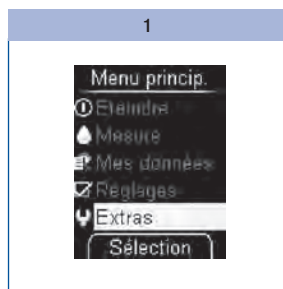 1
Menu princip.
Eteindre
Mesure
Mes données
Réglages
Extras
Sélection